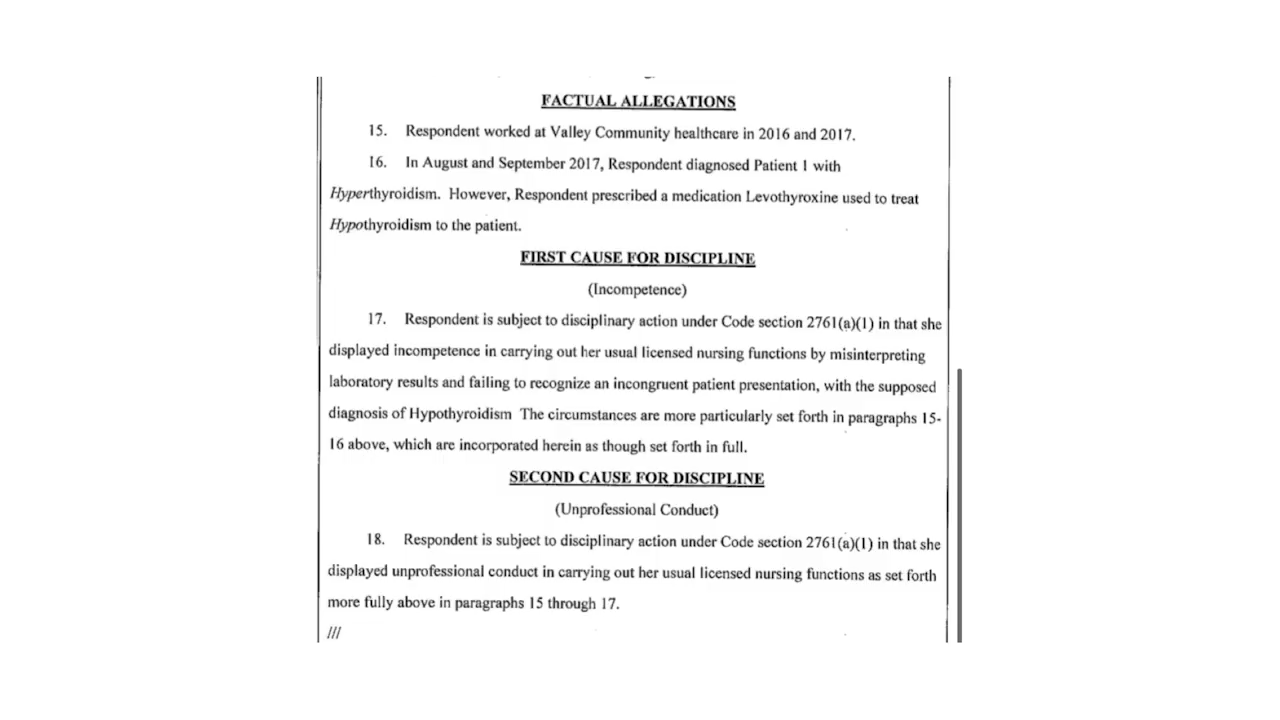 FACTUAL ALLEGATIONS
15. Respondent worked at Valley Community healthcare in 2016 and 2017.
16. In August and September 2017, Respondent diagnosed Patient 1 with
Hyperthyroidism. However, Respondent prescribed a medication Levothyroxine used to treat
Hypothyroidism to the patient.
FIRST CAUSE FOR DISCIPLINE
(Incompetence)
17. Respondent is subject to disciplinary action under Code section 2761(a)(1) in that she
displayed incompetence in carrying out her usual licensed nursing functions by misinterpreting
laboratory results and failing to recognize an incongruent patient presentation, with the supposed
diagnosis of Hypothyroidism The circumstances are more particularly set forth in paragraphs 15-
16 above, which are incorporated herein as though set forth in full.
SECOND CAUSE FOR DISCIPLINE
(Unprofessional Conduct)
18. Respondent is subject to disciplinary action under Code section 2761(a)(1) in that she
displayed unprofessional conduct in carrying out her usual licensed nursing functions as set forth
more fully above in paragraphs 15 through 17.
///